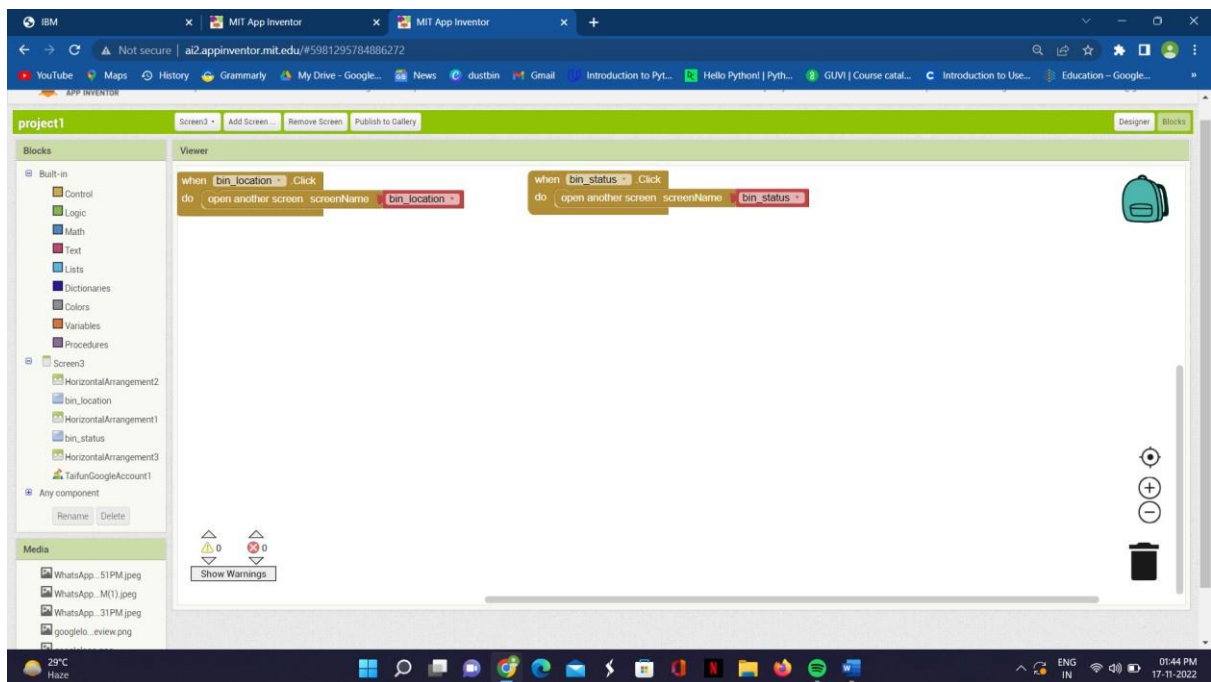 IBM
MIT App Inventor
MIT App Inventor
Not secure | ai2.appinventor.mit.edu/#5981295784886272
YouTube Maps History Grammarly My Drive - Google... News dustbin Gmail Introduction to Pyt... Hello Python! | Pyth... GUVI | Course catal... Introduction to Use... Education – Google... »
APP INVENTOR
project1 Screen3 Add Screen ... Remove Screen Publish to Gallery Designer Blocks
Blocks Viewer
Built-in
Control
Logic
Math
Text
Lists
Dictionaries
Colors
Variables
Procedures
Screen3
HorizontalArrangement2
bin_location
HorizontalArrangement1
bin_status
HorizontalArrangement3
TaifunGoogleAccount1
Any component
Rename Delete
when bin_location .Click
do open another screen screenName bin_location
when bin_status .Click
do open another screen screenName bin_status
0 0
Show Warnings
Media
WhatsApp...51PM.jpeg
WhatsApp...M(1).jpeg
WhatsApp...31PM.jpeg
googlelo...eview.png
29°C
Haze
ENG
IN
01:44 PM
17-11-2022